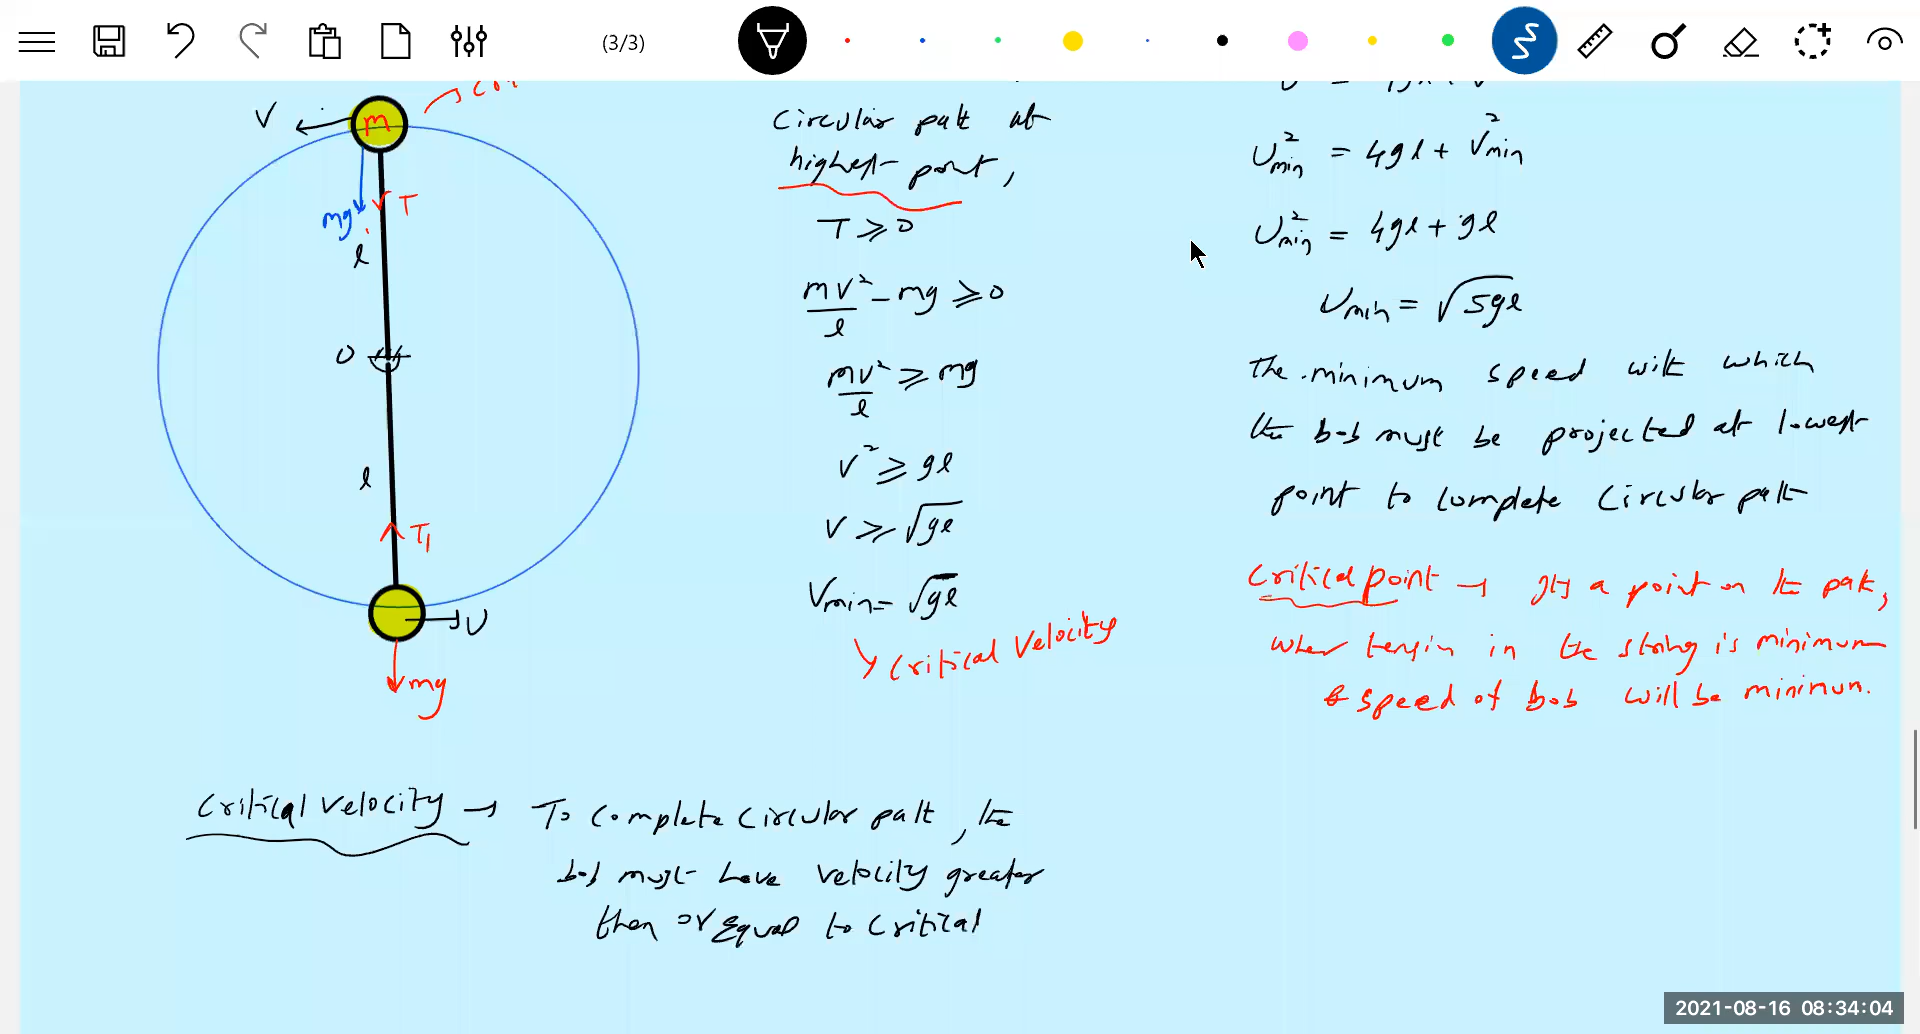 (3/3)
V
m
mg
T
l
O
l
T₁
U
mg
Circular path at
highest point,
T ⩾ 0
mv²/l - mg ⩾ 0
mv²/l ⩾ mg
v² ⩾ gl
v ⩾ √gl
Vmin = √gl
Critical Velocity
U²min = 4gl + V²min
U²min = 4gl + gl
Umin = √5gl
The minimum speed with which
the bob must be projected at lowest
point to complete circular path
Critical point → It's a point on the path,
when tension in the string is minimum
& speed of bob will be minimum.
Critical Velocity → To complete circular path, the
bob must have velocity greater
then or Equal to critical
2021-08-16 08:34:04